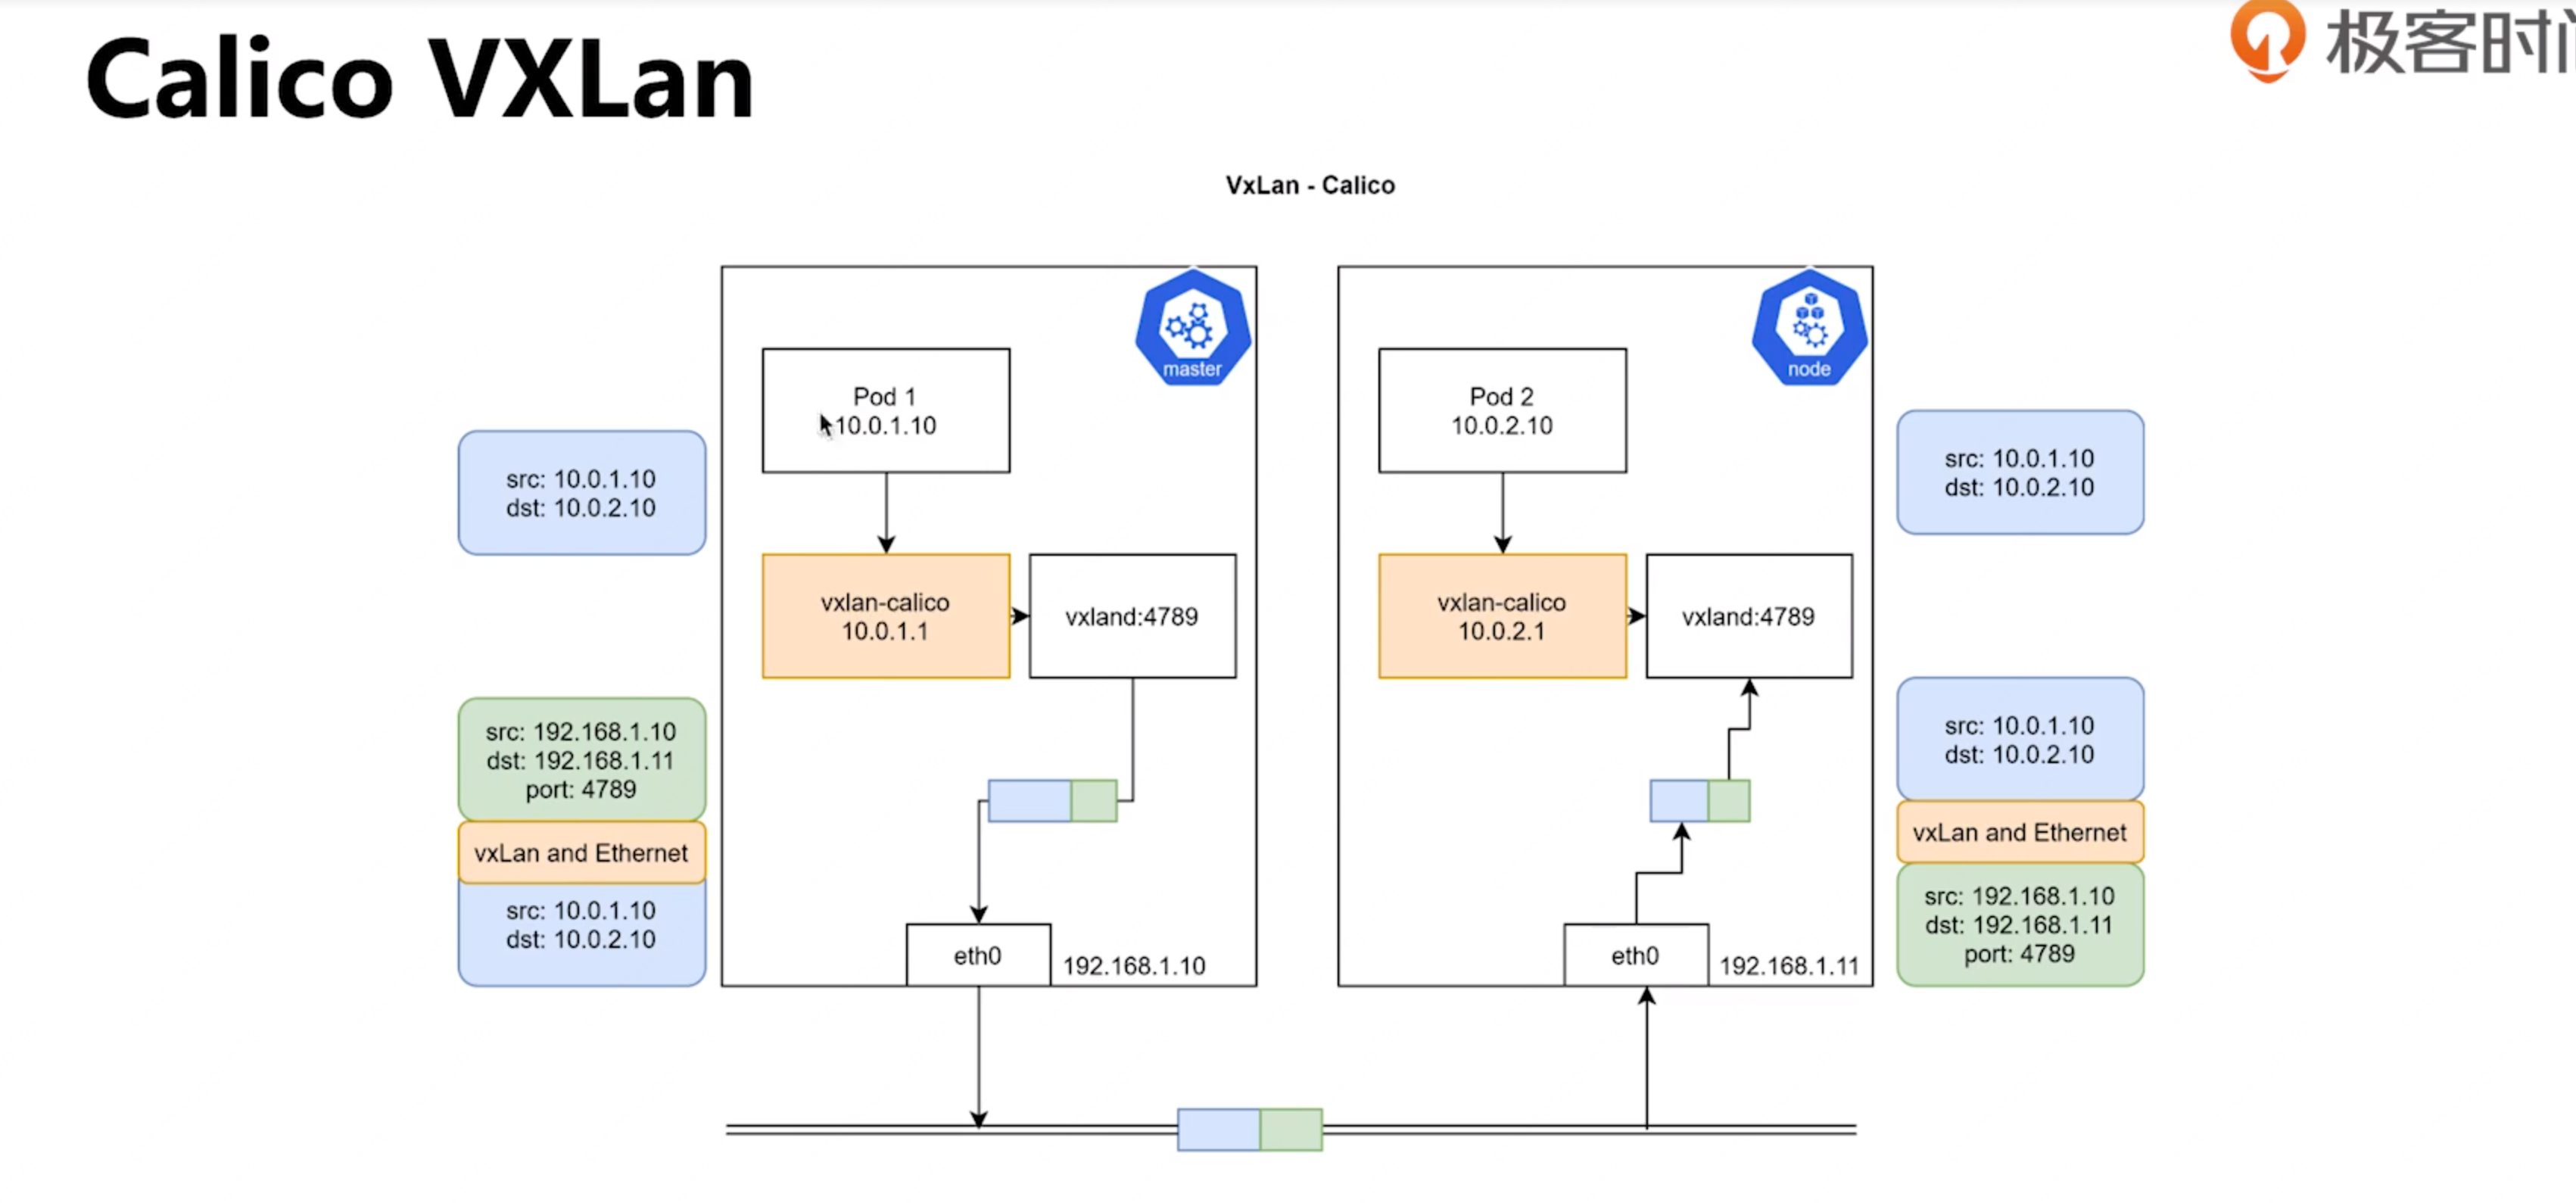 Calico VXLan
极客时间
VxLan - Calico
master
node
Pod 1
10.0.1.10
Pod 2
10.0.2.10
src: 10.0.1.10
dst: 10.0.2.10
src: 10.0.1.10
dst: 10.0.2.10
vxlan-calico
10.0.1.1
vxland:4789
vxlan-calico
10.0.2.1
vxland:4789
src: 192.168.1.10
dst: 192.168.1.11
port: 4789
vxLan and Ethernet
src: 10.0.1.10
dst: 10.0.2.10
src: 10.0.1.10
dst: 10.0.2.10
vxLan and Ethernet
src: 192.168.1.10
dst: 192.168.1.11
port: 4789
eth0
192.168.1.10
eth0
192.168.1.11